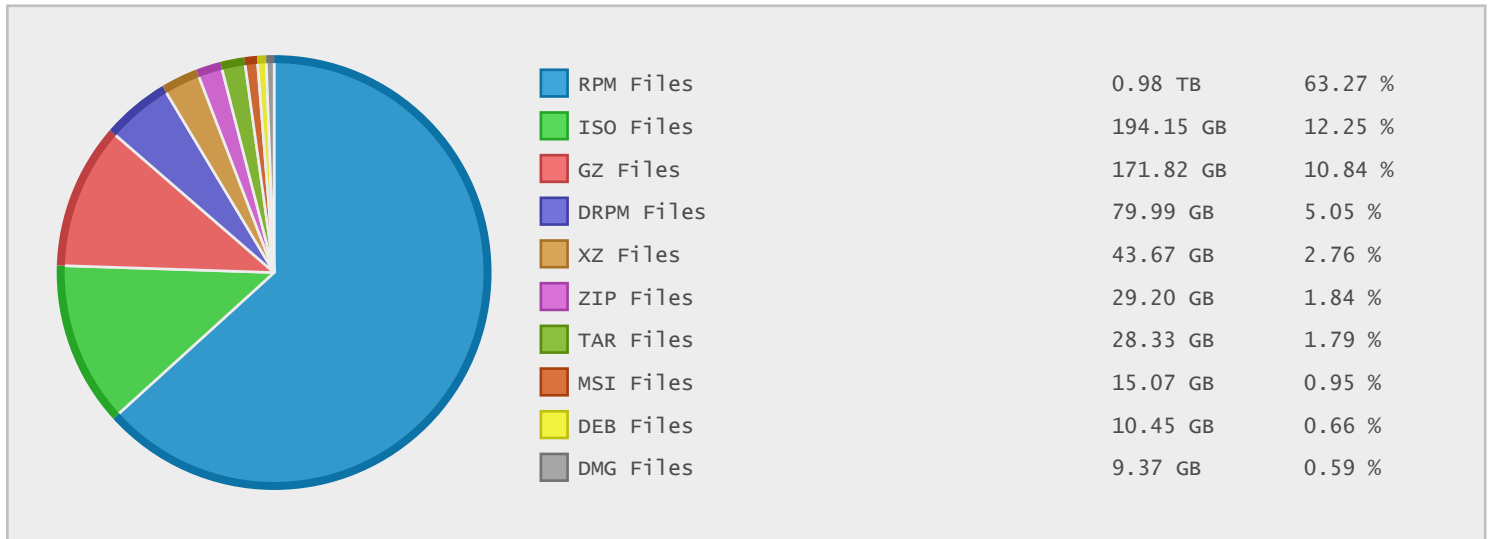 RPM Files 0.98 TB 63.27 %
ISO Files 194.15 GB 12.25 %
GZ Files 171.82 GB 10.84 %
DRPM Files 79.99 GB 5.05 %
XZ Files 43.67 GB 2.76 %
ZIP Files 29.20 GB 1.84 %
TAR Files 28.33 GB 1.79 %
MSI Files 15.07 GB 0.95 %
DEB Files 10.45 GB 0.66 %
DMG Files 9.37 GB 0.59 %